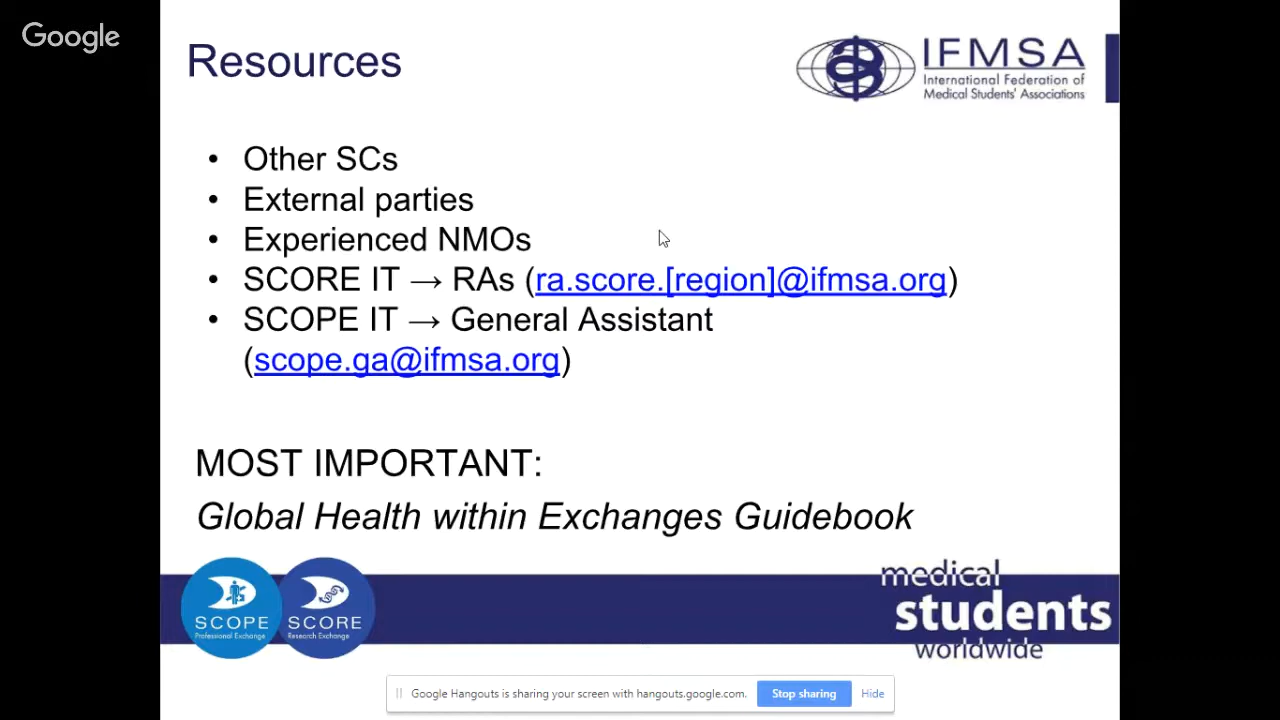 Google
Resources
IFMSA
International Federation of
Medical Students' Associations
• Other SCs
• External parties
• Experienced NMOs
• SCORE IT → RAs (ra.score.[region]@ifmsa.org)
• SCOPE IT → General Assistant
(scope.ga@ifmsa.org)
MOST IMPORTANT:
Global Health within Exchanges Guidebook
SCOPE
Professional Exchange
SCORE
Research Exchange
medical
students
worldwide
Google Hangouts is sharing your screen with hangouts.google.com.
Stop sharing
Hide